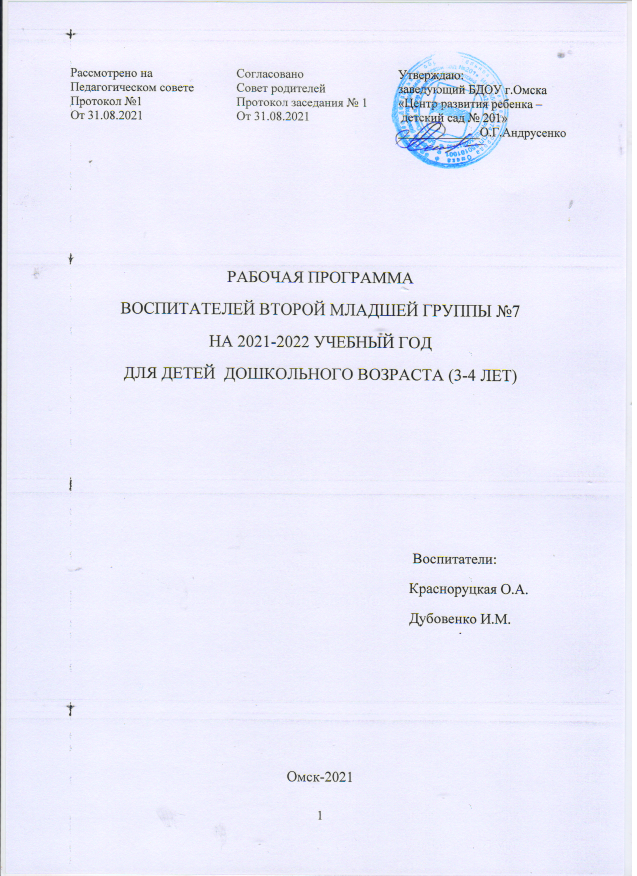 Рассмотрено на
Педагогическом совете
Протокол №1
От 31.08.2021
Согласовано
Совет родителей
Протокол заседания № 1
От 31.08.2021
Утверждаю:
заведующий БДОУ г.Омска
«Центр развития ребенка –
детский сад № 201»
О.Г.Андрусенко
РАБОЧАЯ ПРОГРАММА
ВОСПИТАТЕЛЕЙ ВТОРОЙ МЛАДШЕЙ ГРУППЫ №7
НА 2021-2022 УЧЕБНЫЙ ГОД
ДЛЯ ДЕТЕЙ ДОШКОЛЬНОГО ВОЗРАСТА (3-4 ЛЕТ)
Воспитатели:
Красноруцкая О.А.
Дубовенко И.М.
Омск-2021
1